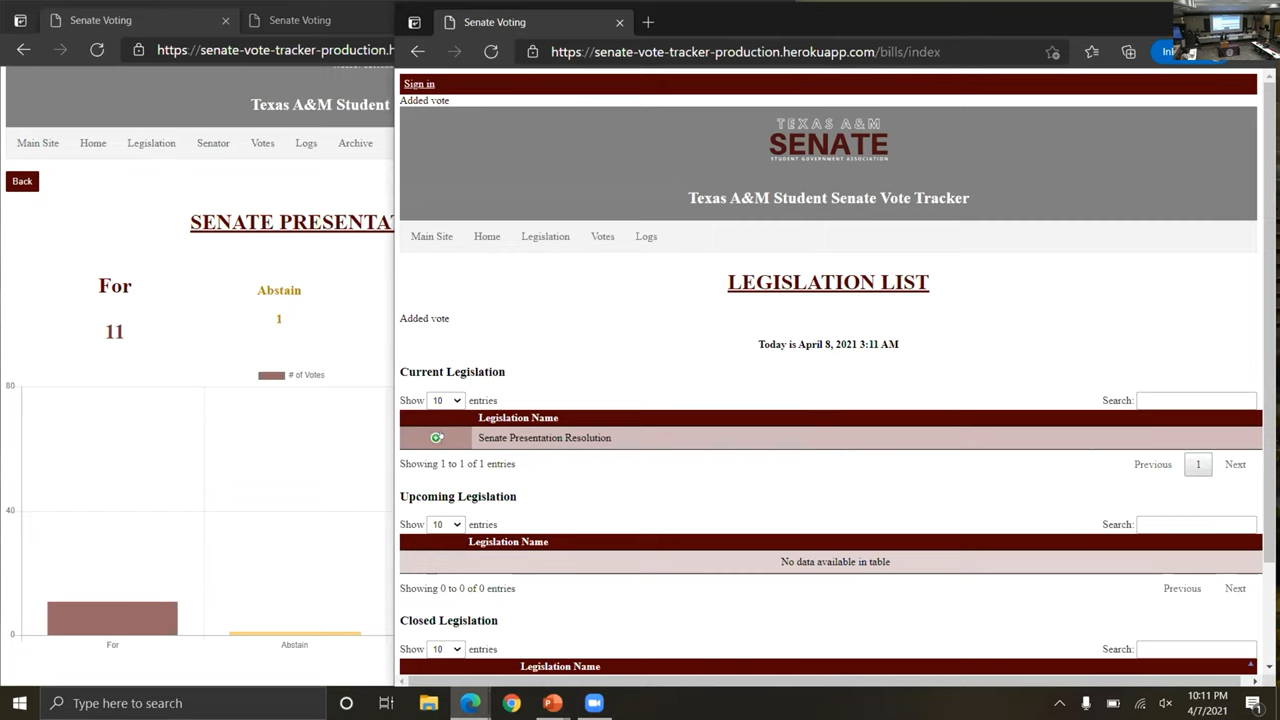 Senate Voting
Senate Voting
https://senate-vote-tracker-production.h
Texas A&M Student
Main Site Home Legislation Senator Votes Logs Archive
Back
SENATE PRESENTAT
For
Abstain
11
1
# of Votes
80
40
0
For
Abstain
Senate Voting
https://senate-vote-tracker-production.herokuapp.com/bills/index
Sign in
Added vote
TEXAS A&M
SENATE
STUDENT GOVERNMENT ASSOCIATION
Texas A&M Student Senate Vote Tracker
Main Site Home Legislation Votes Logs
LEGISLATION LIST
Added vote
Today is April 8, 2021 3:11 AM
Current Legislation
Show 10 entries
Search:
Legislation Name
Senate Presentation Resolution
Showing 1 to 1 of 1 entries
Previous 1 Next
Upcoming Legislation
Show 10 entries
Search:
Legislation Name
No data available in table
Showing 0 to 0 of 0 entries
Previous Next
Closed Legislation
Show 10 entries
Search:
Legislation Name
Type here to search
10:11 PM
4/7/2021
1